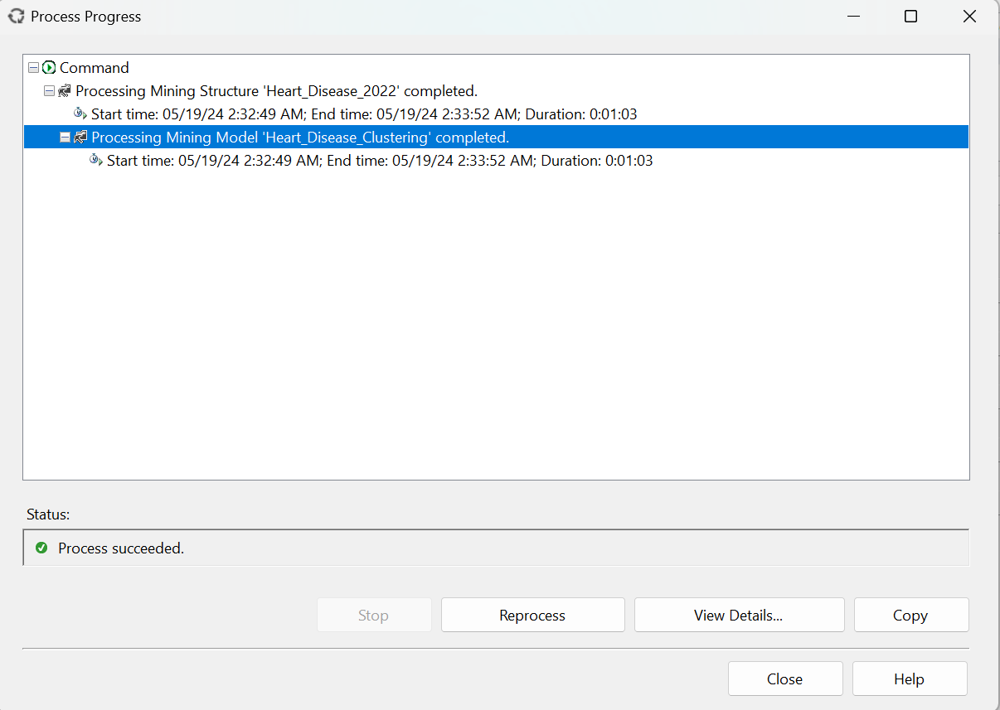 Process Progress
Command
Processing Mining Structure 'Heart_Disease_2022' completed.
Start time: 05/19/24 2:32:49 AM; End time: 05/19/24 2:33:52 AM; Duration: 0:01:03
Processing Mining Model 'Heart_Disease_Clustering' completed.
Start time: 05/19/24 2:32:49 AM; End time: 05/19/24 2:33:52 AM; Duration: 0:01:03
Status:
Process succeeded.
Stop Reprocess View Details... Copy
Close Help